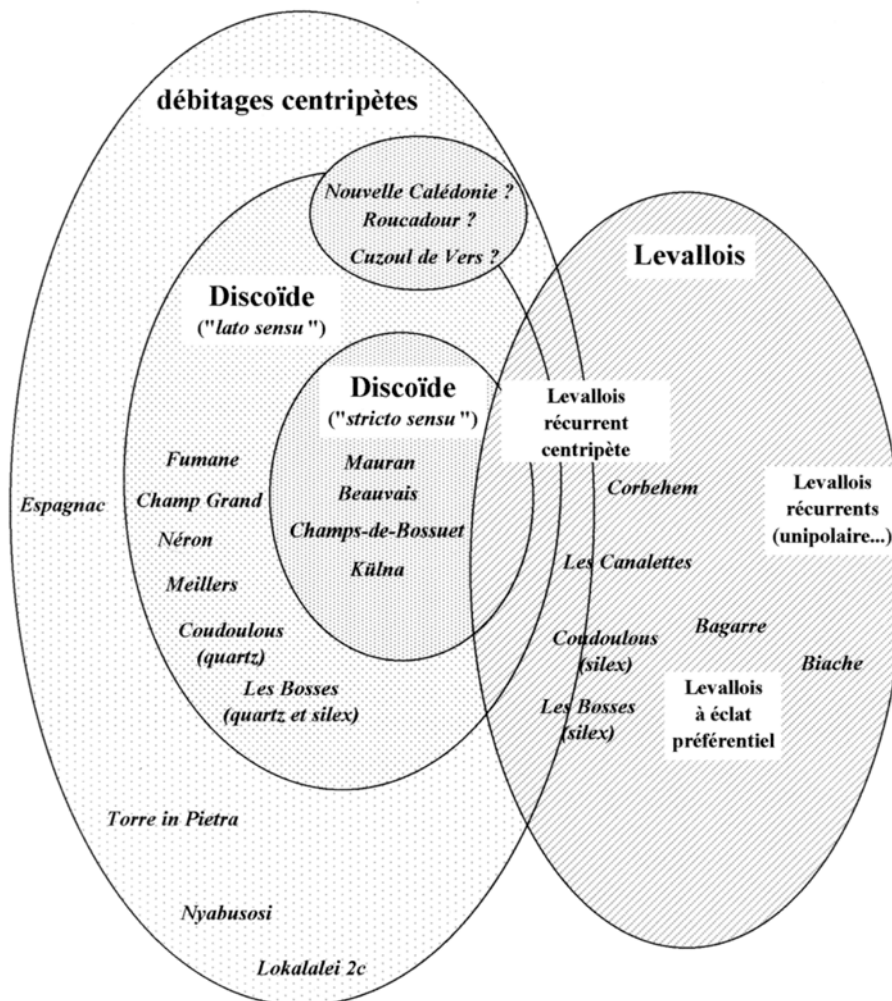 débitages centripètes
Nouvelle Calédonie ?
Roucadour ?
Cuzoul de Vers ?
Levallois
Discoïde
("lato sensu")
Discoïde
("stricto sensu")
Levallois
récurrent
centripète
Fumane
Mauran
Espagnac
Champ Grand
Beauvais
Corbehem
Levallois
récurrents
(unipolaire...)
Néron
Champs-de-Bossuet
Meillers
Külna
Les Canalettes
Coudoulous
(quartz)
Coudoulous
(silex)
Bagarre
Biache
Les Bosses
(quartz et silex)
Les Bosses
(silex)
Levallois
à éclat
préférentiel
Torre in Pietra
Nyabusosi
Lokalalei 2c